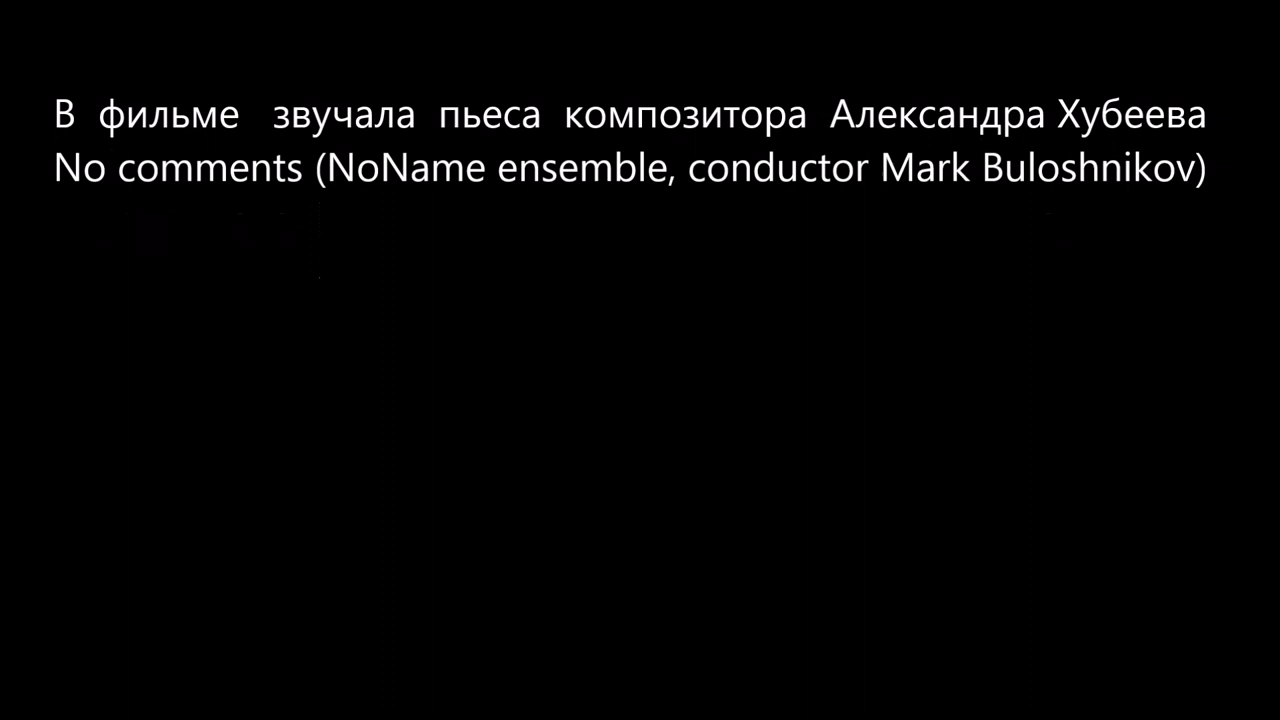 В фильме звучала пьеса композитора Александра Хубеева
No comments (NoName ensemble, conductor Mark Buloshnikov)